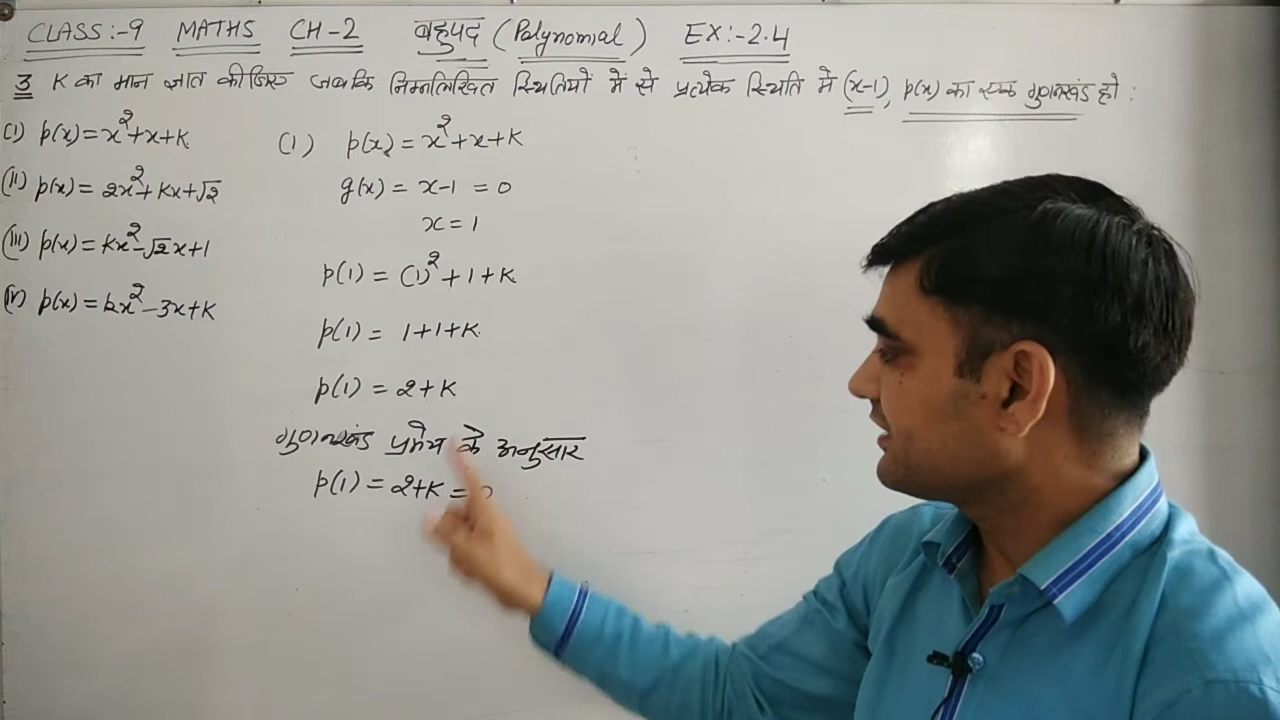 CLASS:-9 MATHS CH-2 बहुपद (Polynomial) EX:-2.4
3 K का मान ज्ञात कीजिए जबकि निम्नलिखित स्थितियों में से प्रत्येक स्थिति में (x-1), p(x) का एक गुणनखंड हो :
(i) p(x)=x²+x+K
(ii) p(x)= 2x²+Kx+√2
(iii) p(x)=Kx²-√2x+1
(iv) p(x)=kx²-3x+K
(i) p(x)= x²+x+K
g(x) = x-1 = 0
x = 1
p(1) = (1)²+1+K
p(1) = 1+1+K
p(1) = 2+K
गुणनखंड प्रमेय के अनुसार
p(1) = 2+K = 0